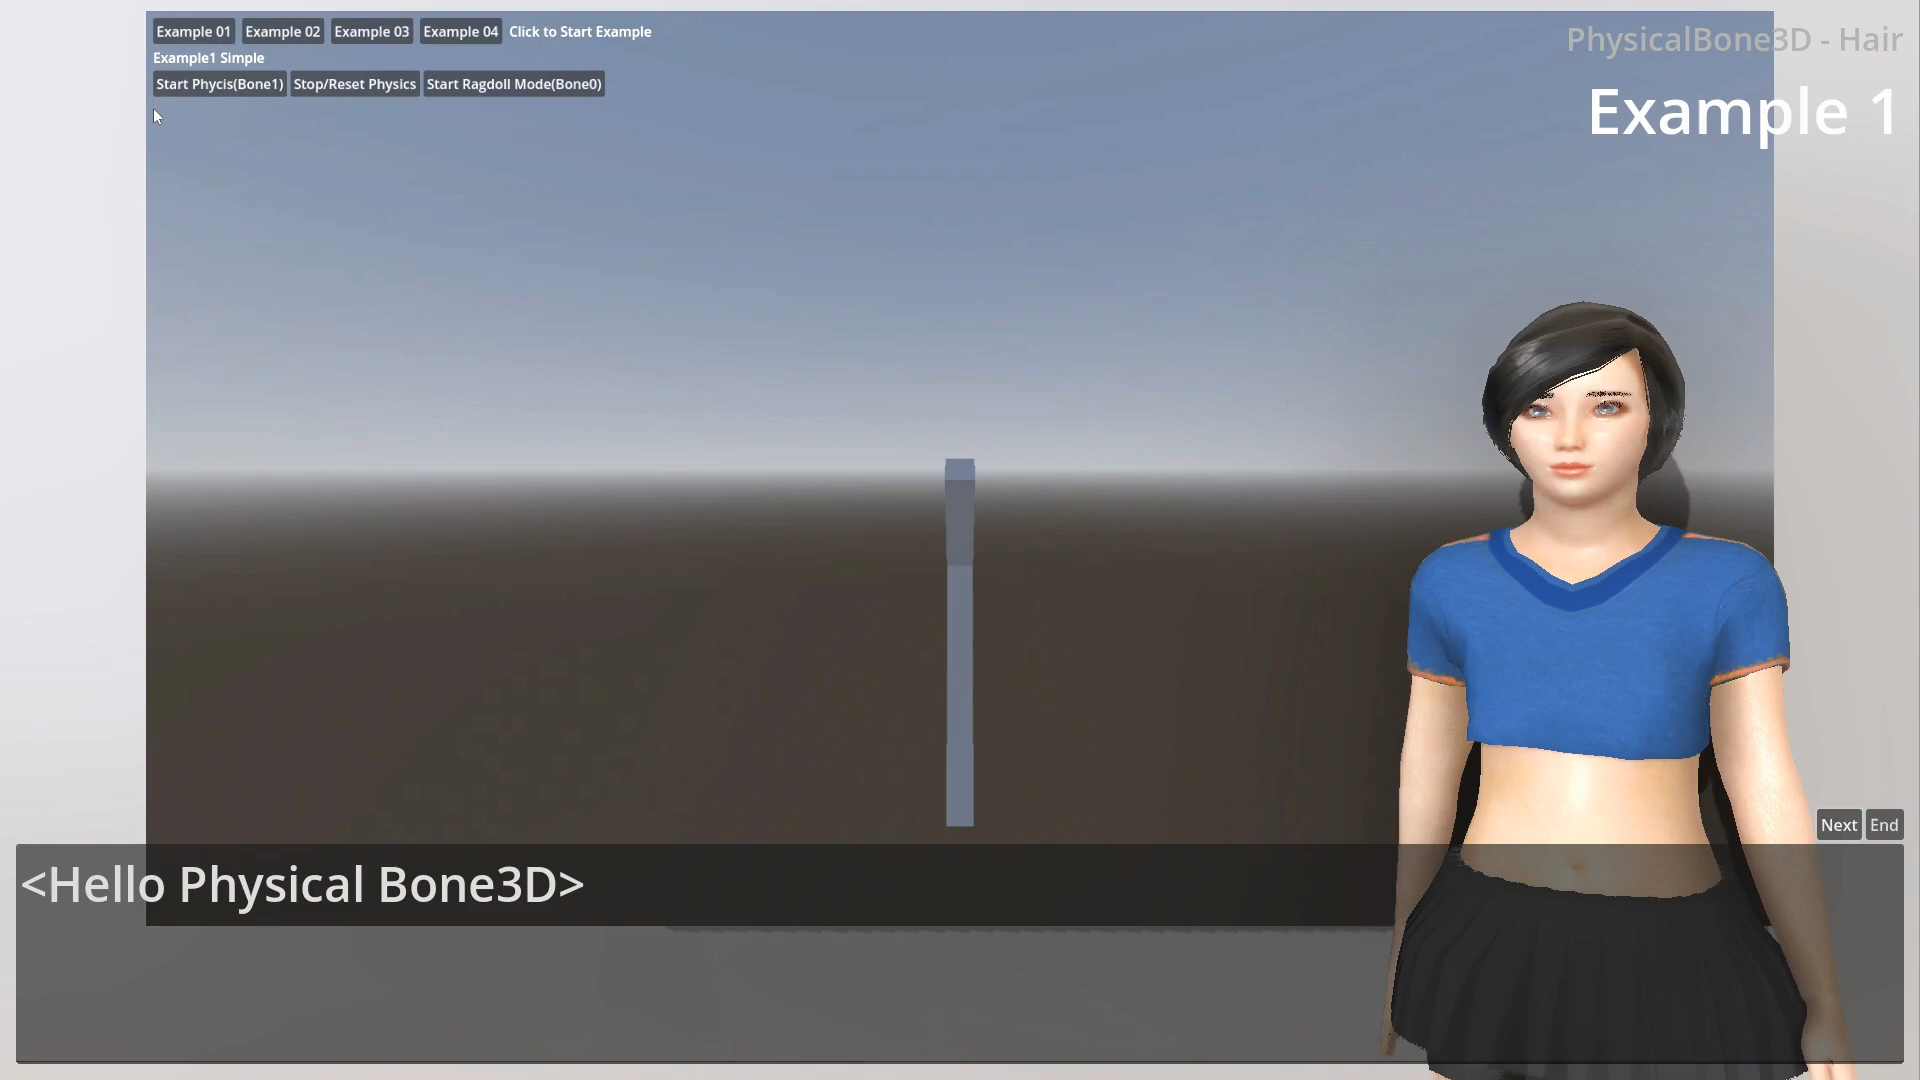 Example 01 Example 02 Example 03 Example 04 Click to Start Example
Example1 Simple
Start Phycis(Bone1) Stop/Reset Physics Start Ragdoll Mode(Bone0)
PhysicalBone3D - Hair
Example 1
Next End
<Hello Physical Bone3D>